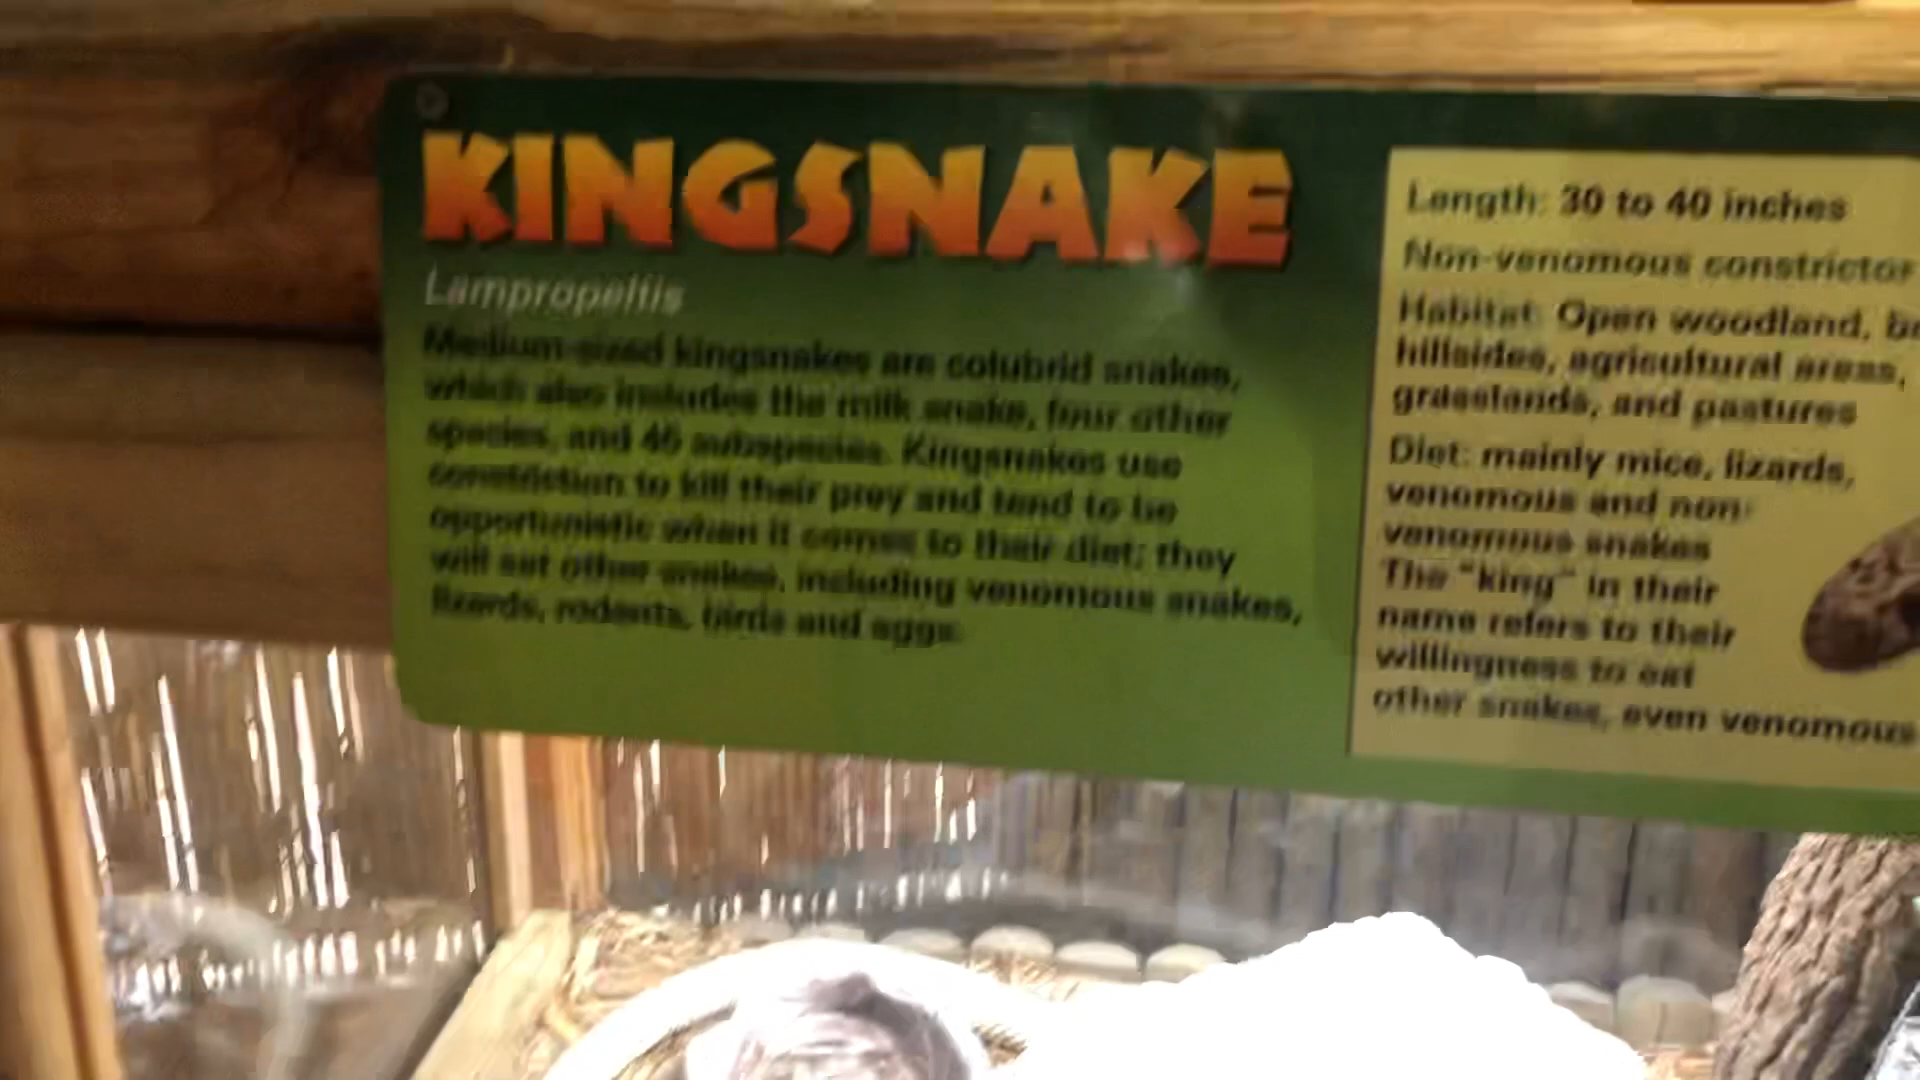 KINGSNAKE
Lampropeltis
Medium-sized kingsnakes are colubrid snakes,
which also includes the milk snake, four other
species, and 45 subspecies. Kingsnakes use
constriction to kill their prey and tend to be
opportunistic when it comes to their diet; they
will eat other snakes, including venomous snakes,
lizards, rodents, birds and eggs.
Length: 30 to 40 inches
Non-venomous constrictor
Habitat: Open woodland,
hillsides, agricultural areas,
grasslands, and pastures
Diet: mainly mice, lizards,
venomous and non-
venomous snakes
The "king" in their
name refers to their
willingness to eat
other snakes, even venomous